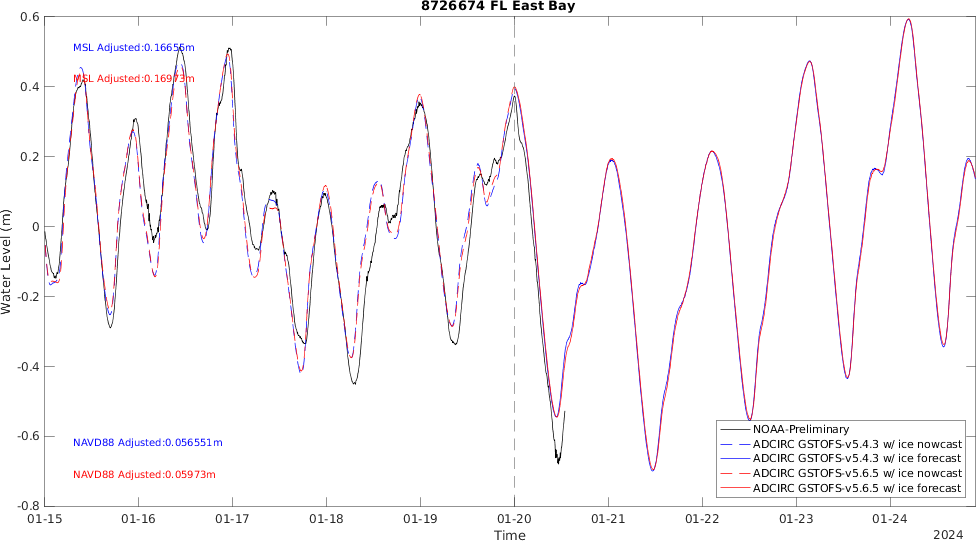 8726674 FL East Bay
0.6
MSL Adjusted:0.16655m
MSL Adjusted:0.16973m
0.4
0.2
0
-0.2
-0.4
-0.6
-0.8
Water Level (m)
NAVD88 Adjusted:0.056551m
NAVD88 Adjusted:0.05973m
NOAA-Preliminary
ADCIRC GSTOFS-v5.4.3 w/ ice nowcast
ADCIRC GSTOFS-v5.4.3 w/ ice forecast
ADCIRC GSTOFS-v5.6.5 w/ ice nowcast
ADCIRC GSTOFS-v5.6.5 w/ ice forecast
01-15 01-16 01-17 01-18 01-19 01-20 01-21 01-22 01-23 01-24
Time
2024